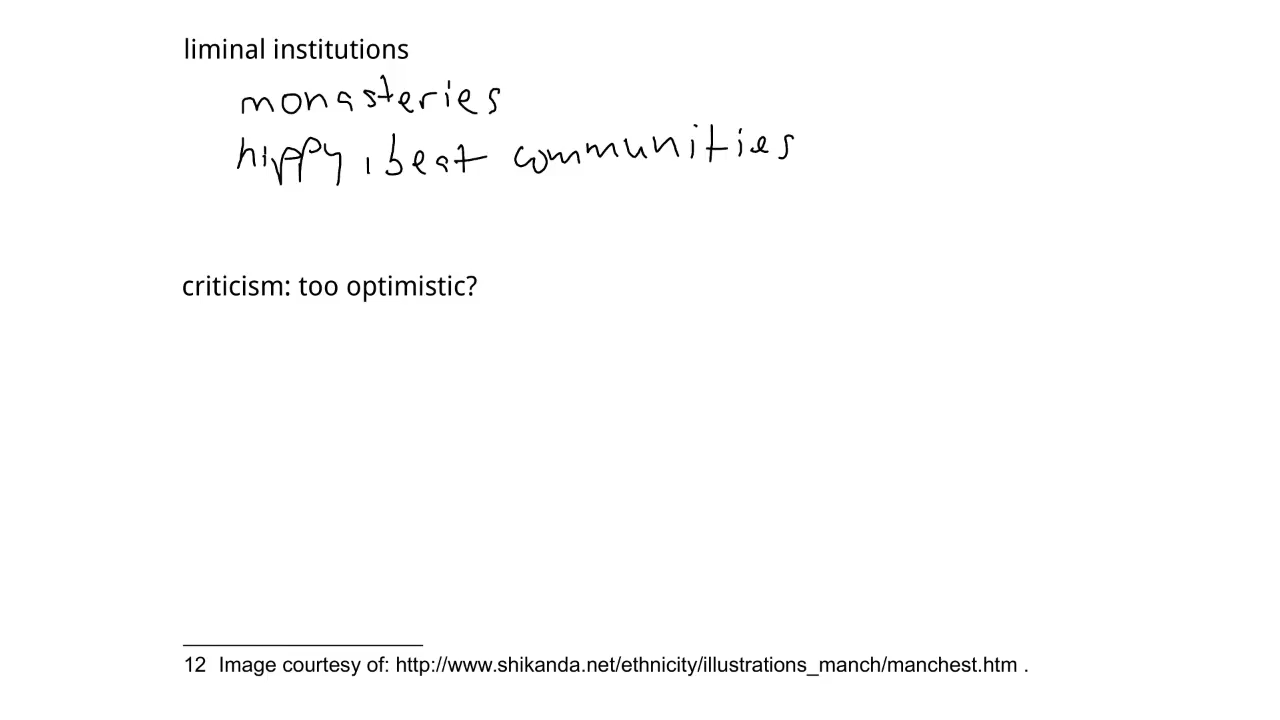 liminal institutions
monasteries
hippy, beat communities
criticism: too optimistic?
12 Image courtesy of: http://www.shikanda.net/ethnicity/illustrations_manch/manchest.htm .